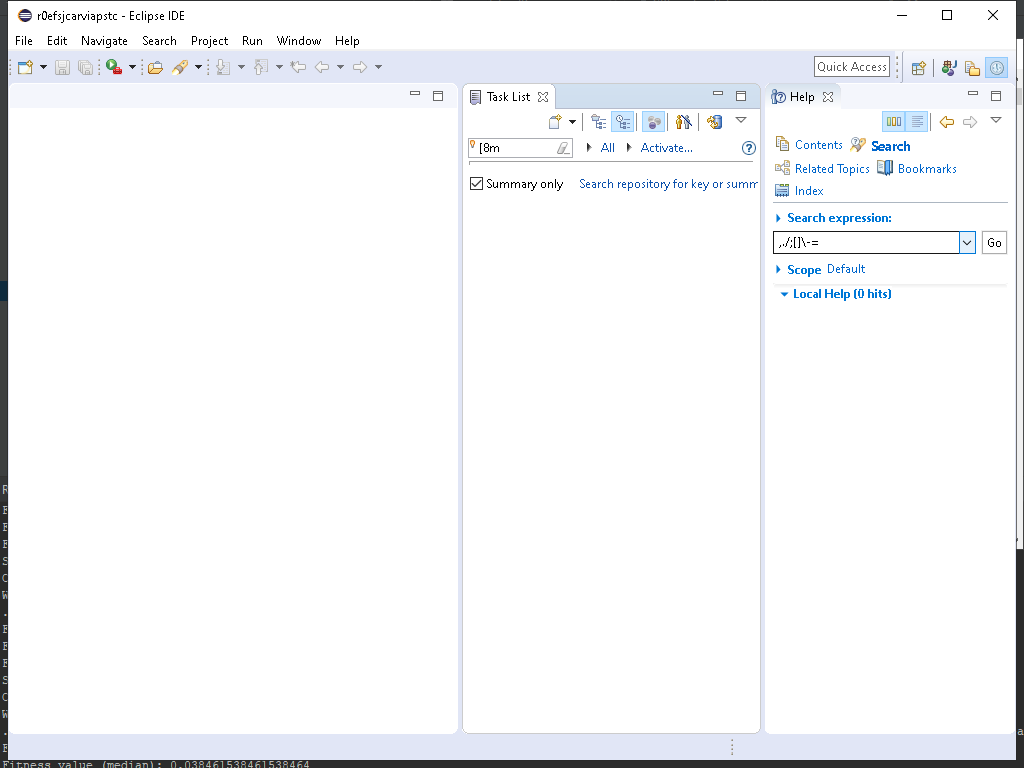 r0efsjcarviapstc - Eclipse IDE
File Edit Navigate Search Project Run Window Help
Quick Access
Task List
Help
[8m
All
Activate...
Summary only
Search repository for key or summ
Contents
Search
Related Topics
Bookmarks
Index
Search expression:
,./;[]\-=
Go
Scope Default
Local Help (0 hits)
Fitness value (median): 0.038461538461538464